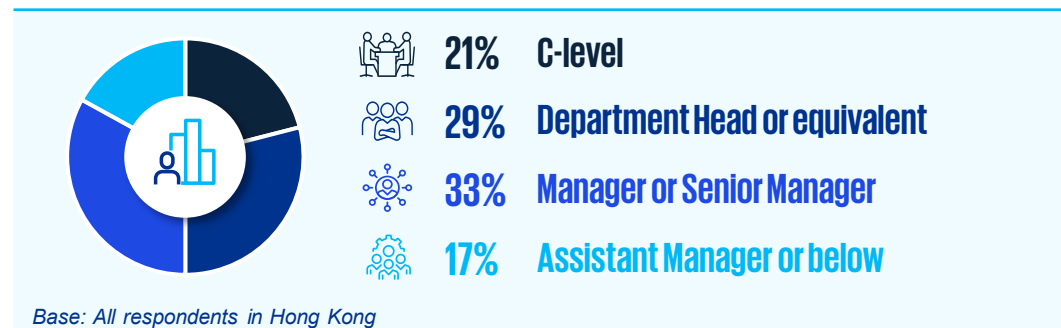 21% C-level
29% Department Head or equivalent
33% Manager or Senior Manager
17% Assistant Manager or below
Base: All respondents in Hong Kong